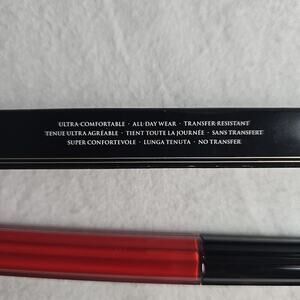 ULTRA-COMFORTABLE · ALL-DAY WEAR · TRANSFER-RESISTANT
TENUE ULTRA AGRÉABLE · TIENT TOUTE LA JOURNÉE · SANS TRANSFERT
SUPER CONFORTEVOLE · LUNGA TENUTA · NO TRANSFER